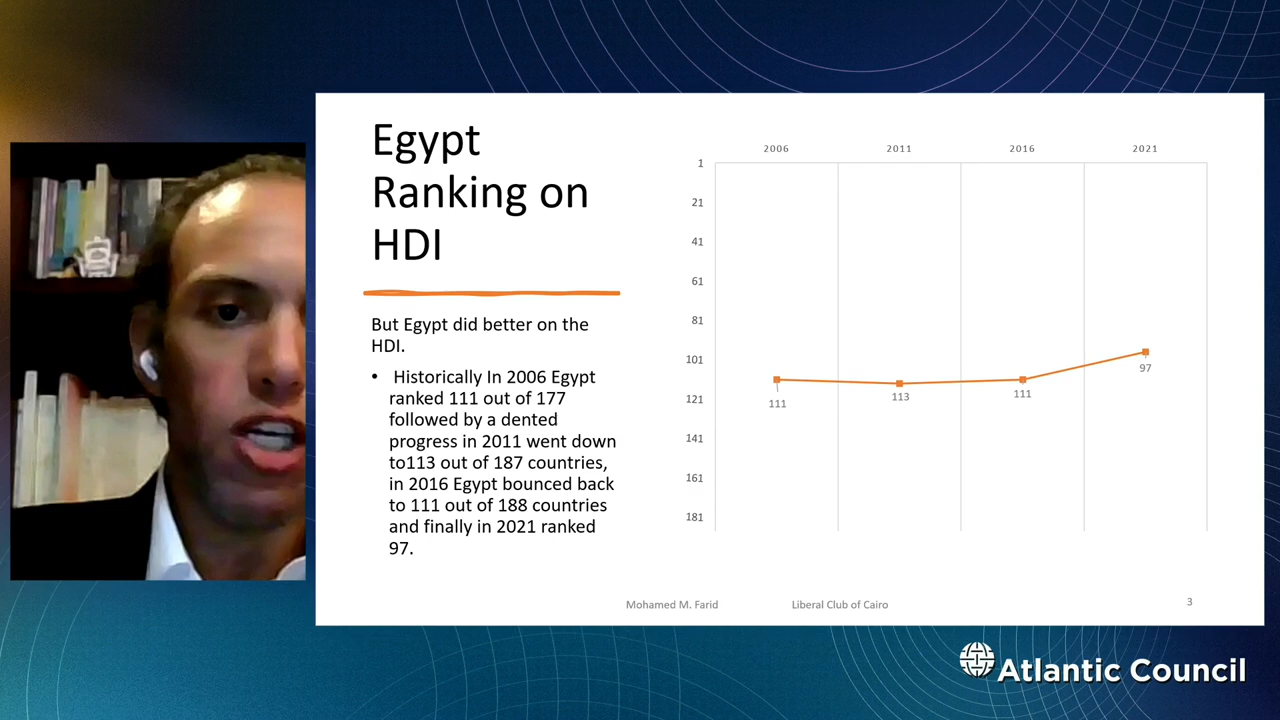 Egypt
Ranking on
HDI
But Egypt did better on the
HDI.
• Historically In 2006 Egypt
ranked 111 out of 177
followed by a dented
progress in 2011 went down
to113 out of 187 countries,
in 2016 Egypt bounced back
to 111 out of 188 countries
and finally in 2021 ranked
97.
2006 2011 2016 2021
1
21
41
61
81
101
121
141
161
181
111
113
111
97
Mohamed M. Farid Liberal Club of Cairo 3
Atlantic Council